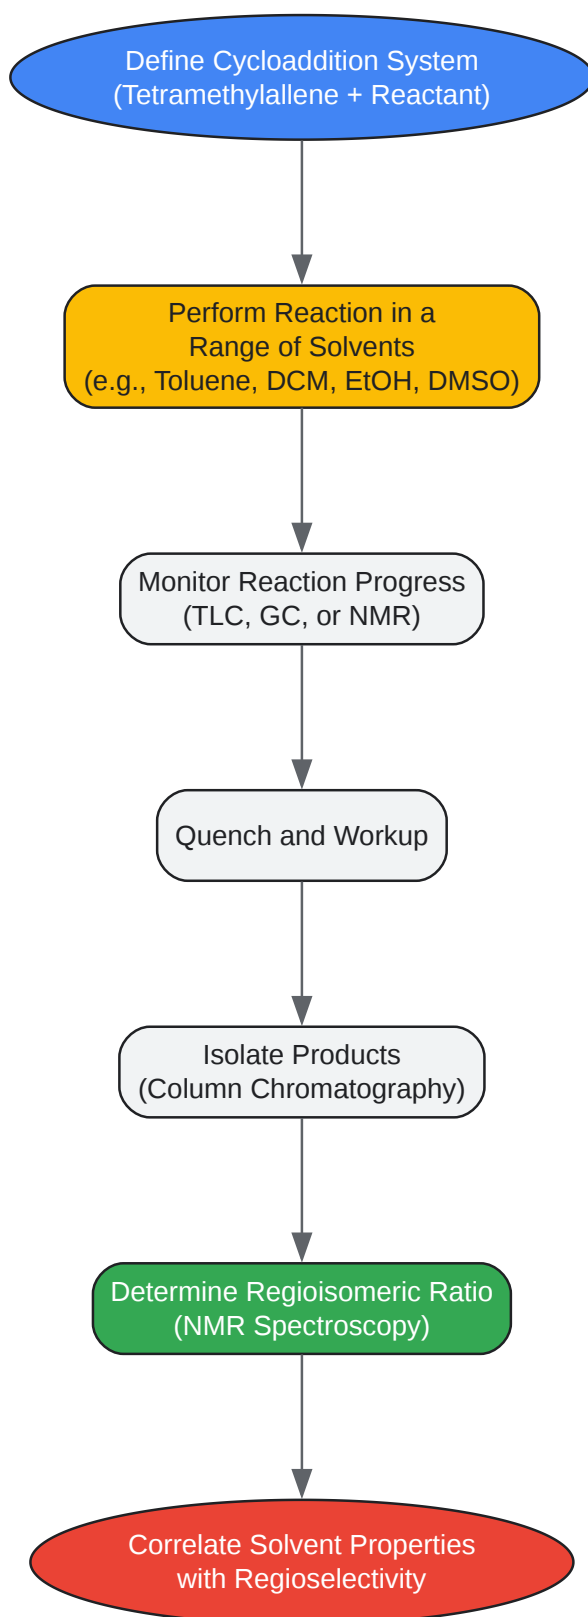 Define Cycloaddition System
(Tetramethylallene + Reactant)
Perform Reaction in a
Range of Solvents
(e.g., Toluene, DCM, EtOH, DMSO)
Monitor Reaction Progress
(TLC, GC, or NMR)
Quench and Workup
Isolate Products
(Column Chromatography)
Determine Regioisomeric Ratio
(NMR Spectroscopy)
Correlate Solvent Properties
with Regioselectivity